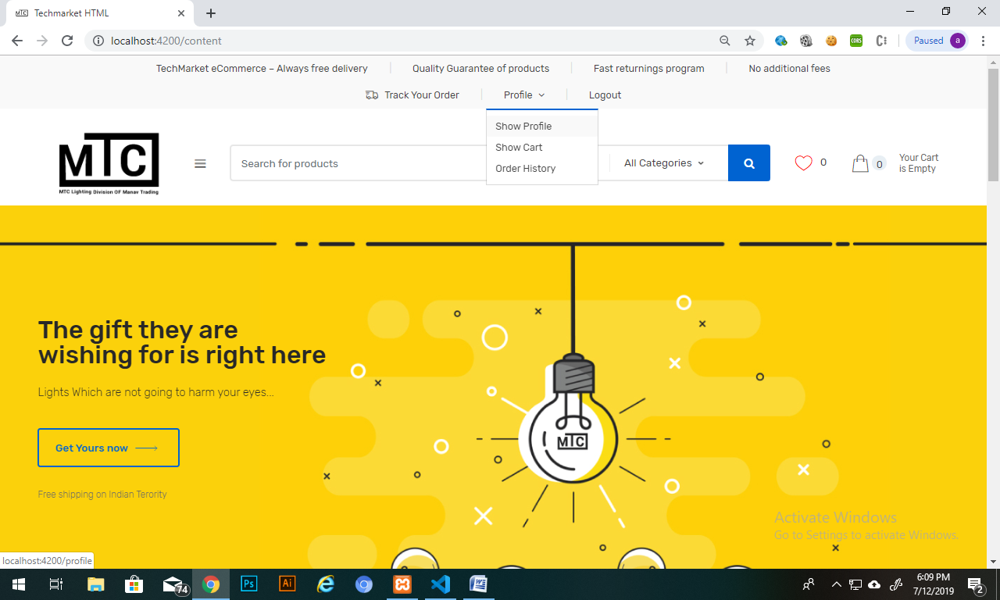 Techmarket HTML
localhost:4200/content
CORS
Paused
a
TechMarket eCommerce – Always free delivery
Quality Guarantee of products
Fast returnings program
No additional fees
Track Your Order
Profile
Logout
Show Profile
Show Cart
Order History
MTC
MTC Lighting Division OF Manav Trading
Search for products
All Categories
0
0
Your Cart
is Empty
The gift they are
wishing for is right here
Lights Which are not going to harm your eyes...
MTC
Get Yours now
Free shipping on Indian Terority
Activate Windows
Go to Settings to activate Windows.
localhost:4200/profile
74
Ps
Ai
6:09 PM
7/12/2019
2